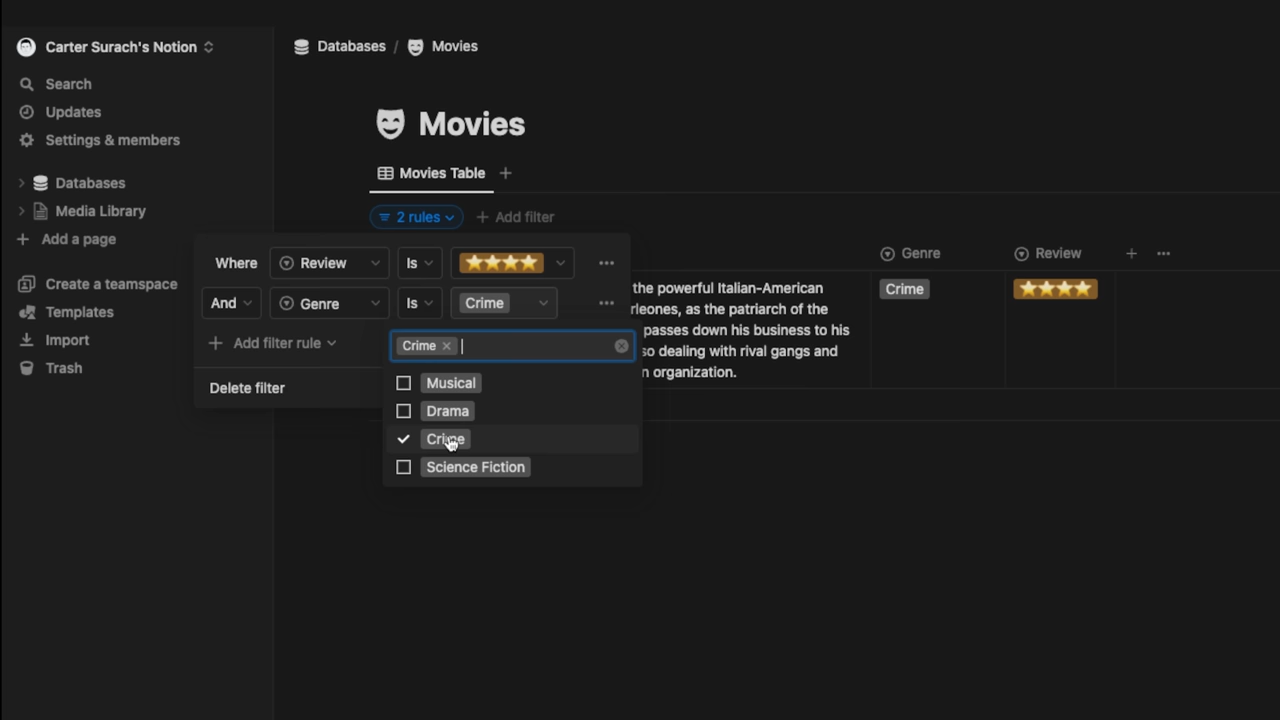 Carter Surach's Notion
Search
Updates
Settings & members
Databases
Media Library
Add a page
Create a teamspace
Templates
Import
Trash
Databases / Movies
Movies
Movies Table
2 rules
Add filter
Where Review Is ⭐⭐⭐⭐
And Genre Is Crime
Add filter rule
Delete filter
Crime
Musical
Drama
Crime
Science Fiction
Genre Review
the powerful Italian-American
rleones, as the patriarch of the
passes down his business to his
so dealing with rival gangs and
n organization.
Crime ⭐⭐⭐⭐